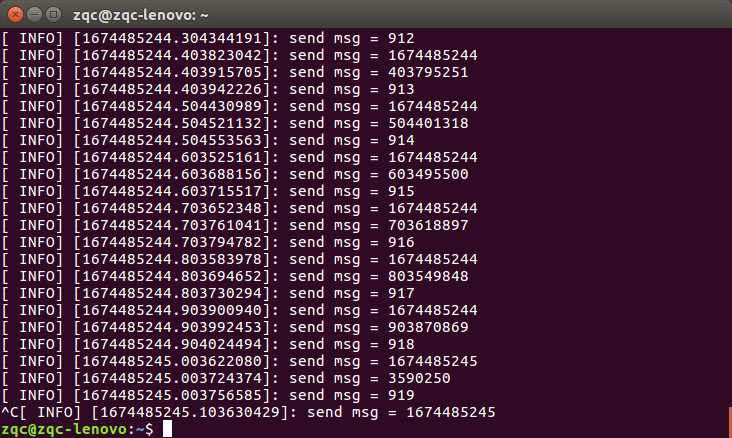 zqc@zqc-lenovo: ~
[ INFO] [1674485244.304344191]: send msg = 912
[ INFO] [1674485244.403823042]: send msg = 1674485244
[ INFO] [1674485244.403915705]: send msg = 403795251
[ INFO] [1674485244.403942226]: send msg = 913
[ INFO] [1674485244.504430989]: send msg = 1674485244
[ INFO] [1674485244.504521132]: send msg = 504401318
[ INFO] [1674485244.504553563]: send msg = 914
[ INFO] [1674485244.603525161]: send msg = 1674485244
[ INFO] [1674485244.603688156]: send msg = 603495500
[ INFO] [1674485244.603715517]: send msg = 915
[ INFO] [1674485244.703652348]: send msg = 1674485244
[ INFO] [1674485244.703761041]: send msg = 703618897
[ INFO] [1674485244.703794782]: send msg = 916
[ INFO] [1674485244.803583978]: send msg = 1674485244
[ INFO] [1674485244.803694652]: send msg = 803549848
[ INFO] [1674485244.803730294]: send msg = 917
[ INFO] [1674485244.903900940]: send msg = 1674485244
[ INFO] [1674485244.903992453]: send msg = 903870869
[ INFO] [1674485244.904024494]: send msg = 918
[ INFO] [1674485245.003622080]: send msg = 1674485245
[ INFO] [1674485245.003724374]: send msg = 3590250
[ INFO] [1674485245.003756585]: send msg = 919
^C[ INFO] [1674485245.103630429]: send msg = 1674485245
zqc@zqc-lenovo:~$